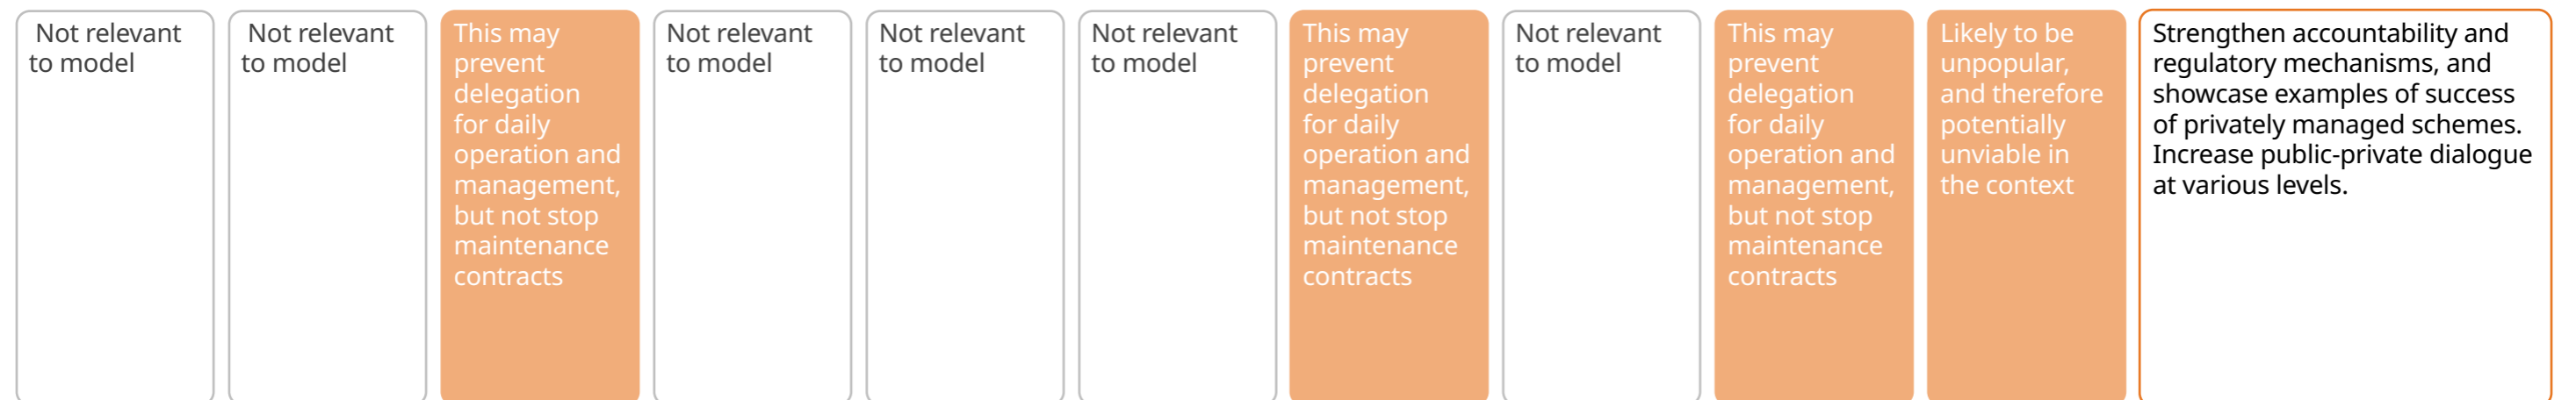 Not relevant
to model
Not relevant
to model
This may
prevent
delegation
for daily
operation and
management,
but not stop
maintenance
contracts
Not relevant
to model
Not relevant
to model
Not relevant
to model
This may
prevent
delegation
for daily
operation and
management,
but not stop
maintenance
contracts
Not relevant
to model
This may
prevent
delegation
for daily
operation and
management,
but not stop
maintenance
contracts
Likely to be
unpopular,
and therefore
potentially
unviable in
the context
Strengthen accountability and
regulatory mechanisms, and
showcase examples of success
of privately managed schemes.
Increase public-private dialogue
at various levels.